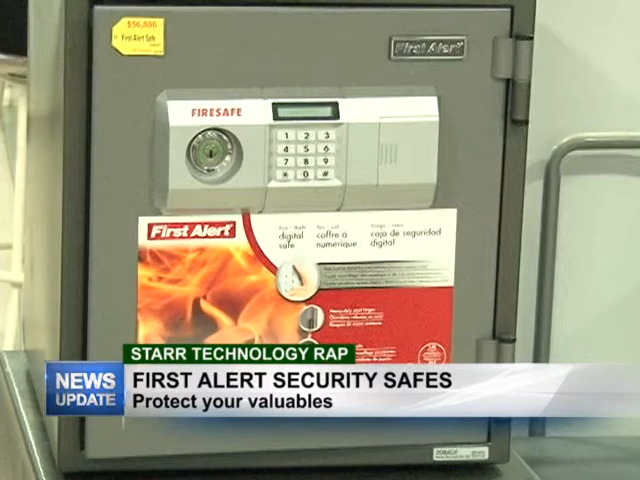 $56,886
First Alert Safe
First Alert
FIRESAFE
1 2 3
4 5 6
7 8 9
* 0 #
First Alert
digital safe
coffre à numérique
caja de seguridad digital
STARR TECHNOLOGY RAP
NEWS UPDATE
FIRST ALERT SECURITY SAFES
Protect your valuables